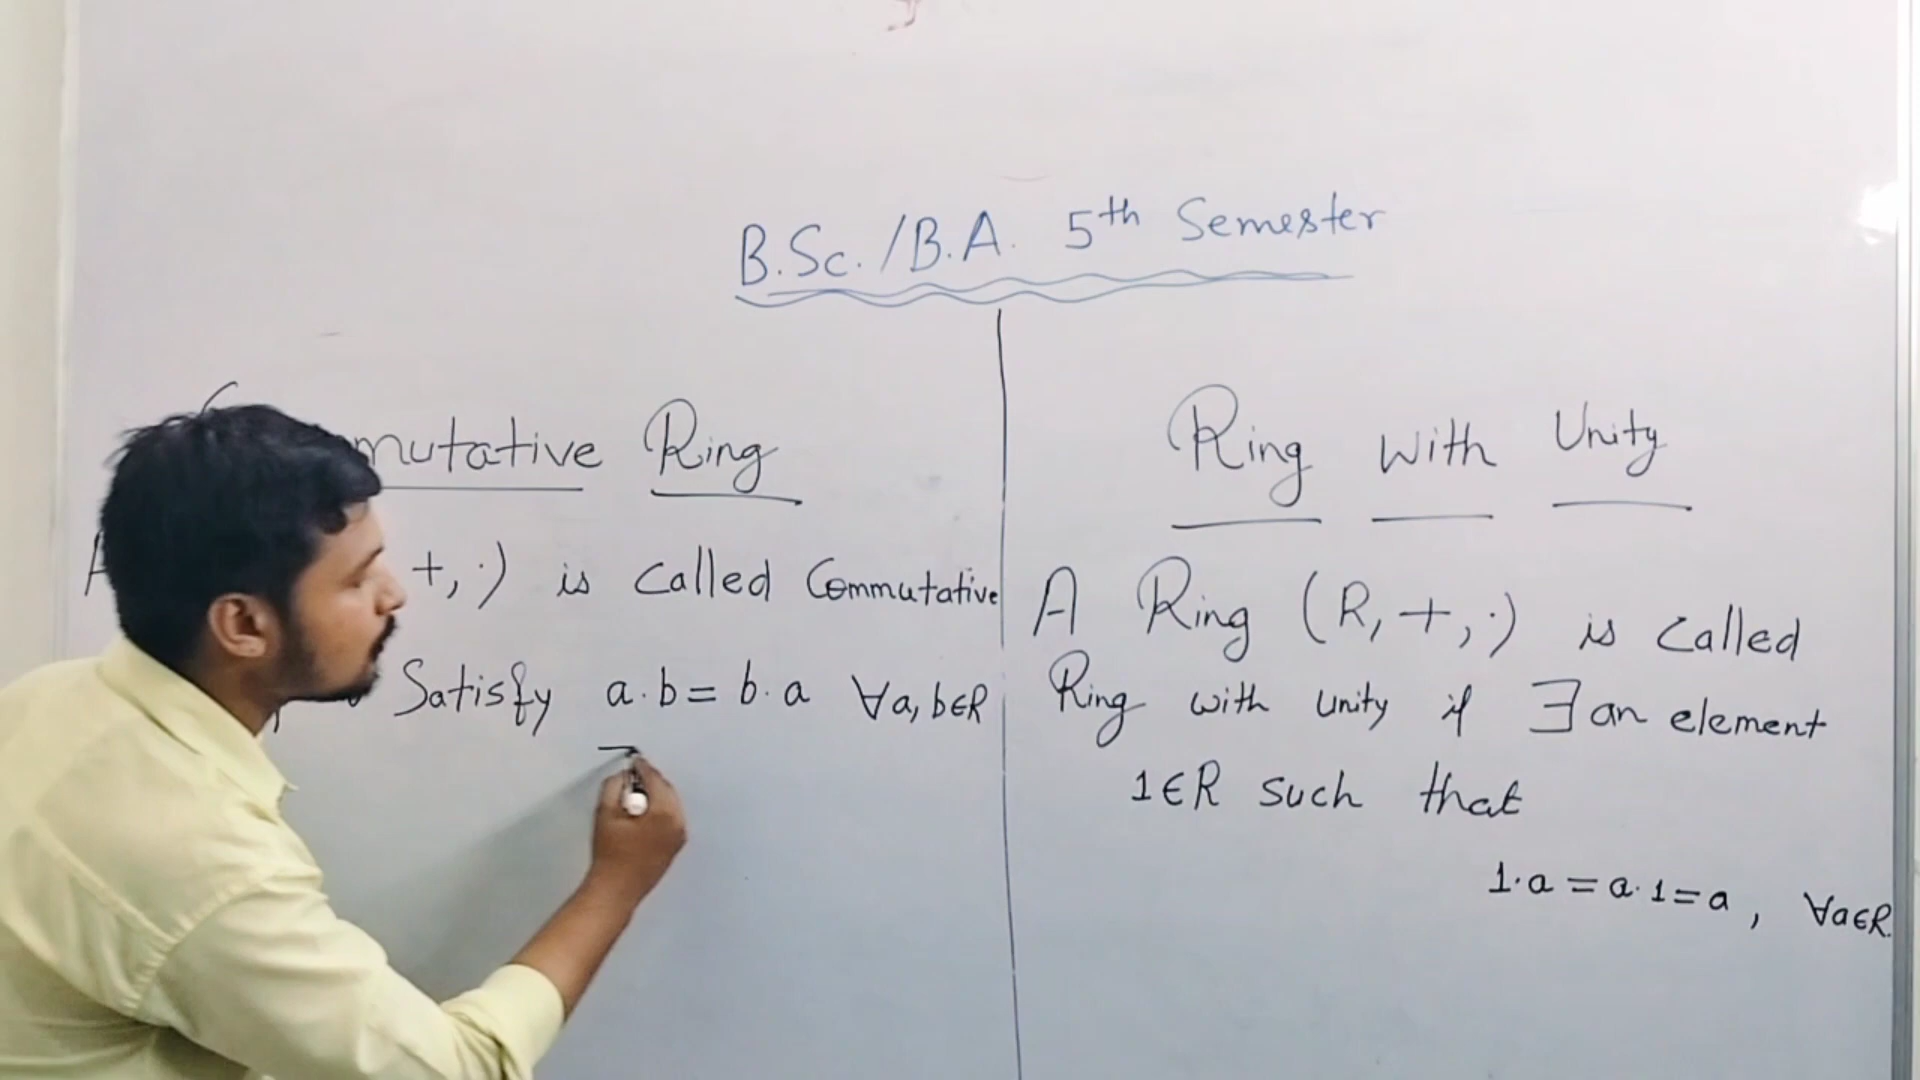 B.Sc./B.A. 5th Semester
mutative Ring
+, ·) is called Commutative
Satisfy a·b = b·a ∀a, b∈R
Ring with Unity
A Ring (R, +, ·) is called
Ring with unity if ∃ an element
1∈R such that
1·a = a·1 = a , ∀a∈R.